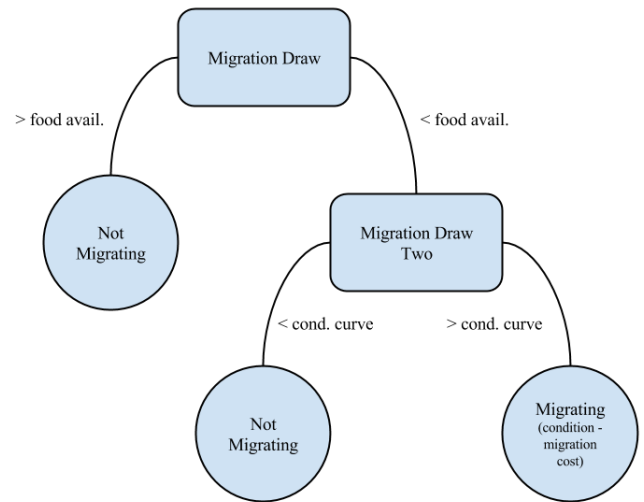 Migration Draw
> food avail.
< food avail.
Not
Migrating
Migration Draw
Two
< cond. curve
> cond. curve
Not
Migrating
Migrating
(condition -
migration
cost)